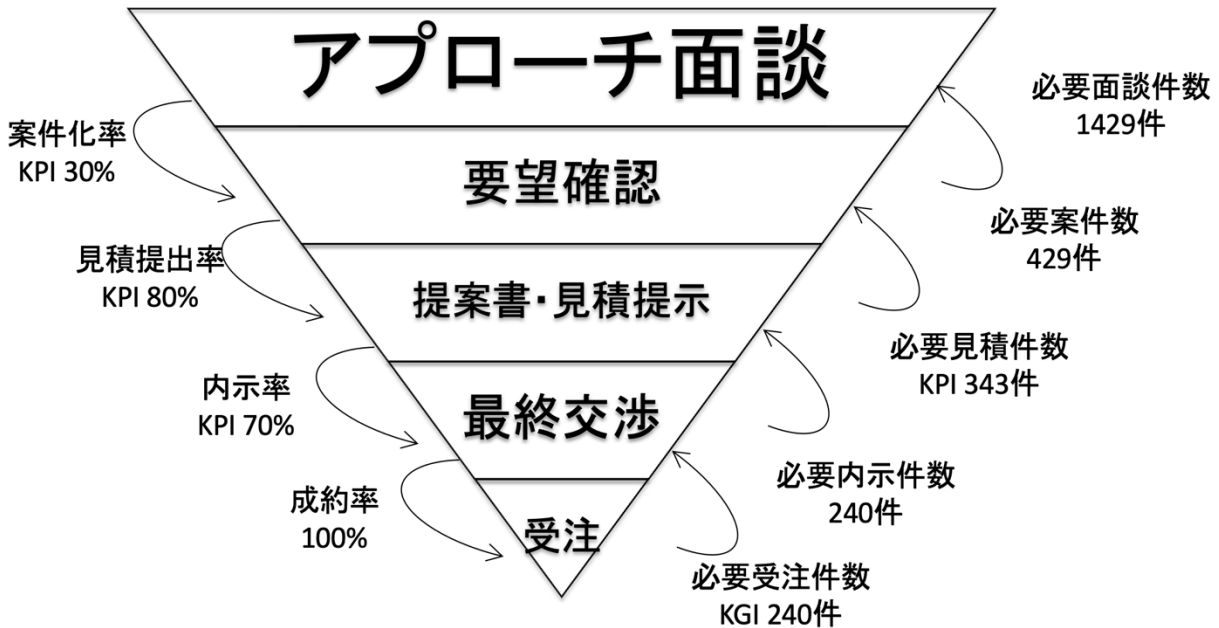 アプローチ面談
必要面談件数
1429件
案件化率
KPI 30%
要望確認
必要案件数
429件
見積提出率
KPI 80%
提案書・見積提示
必要見積件数
KPI 343件
内示率
KPI 70%
最終交渉
必要内示件数
240件
成約率
100%
受注
必要受注件数
KGI 240件